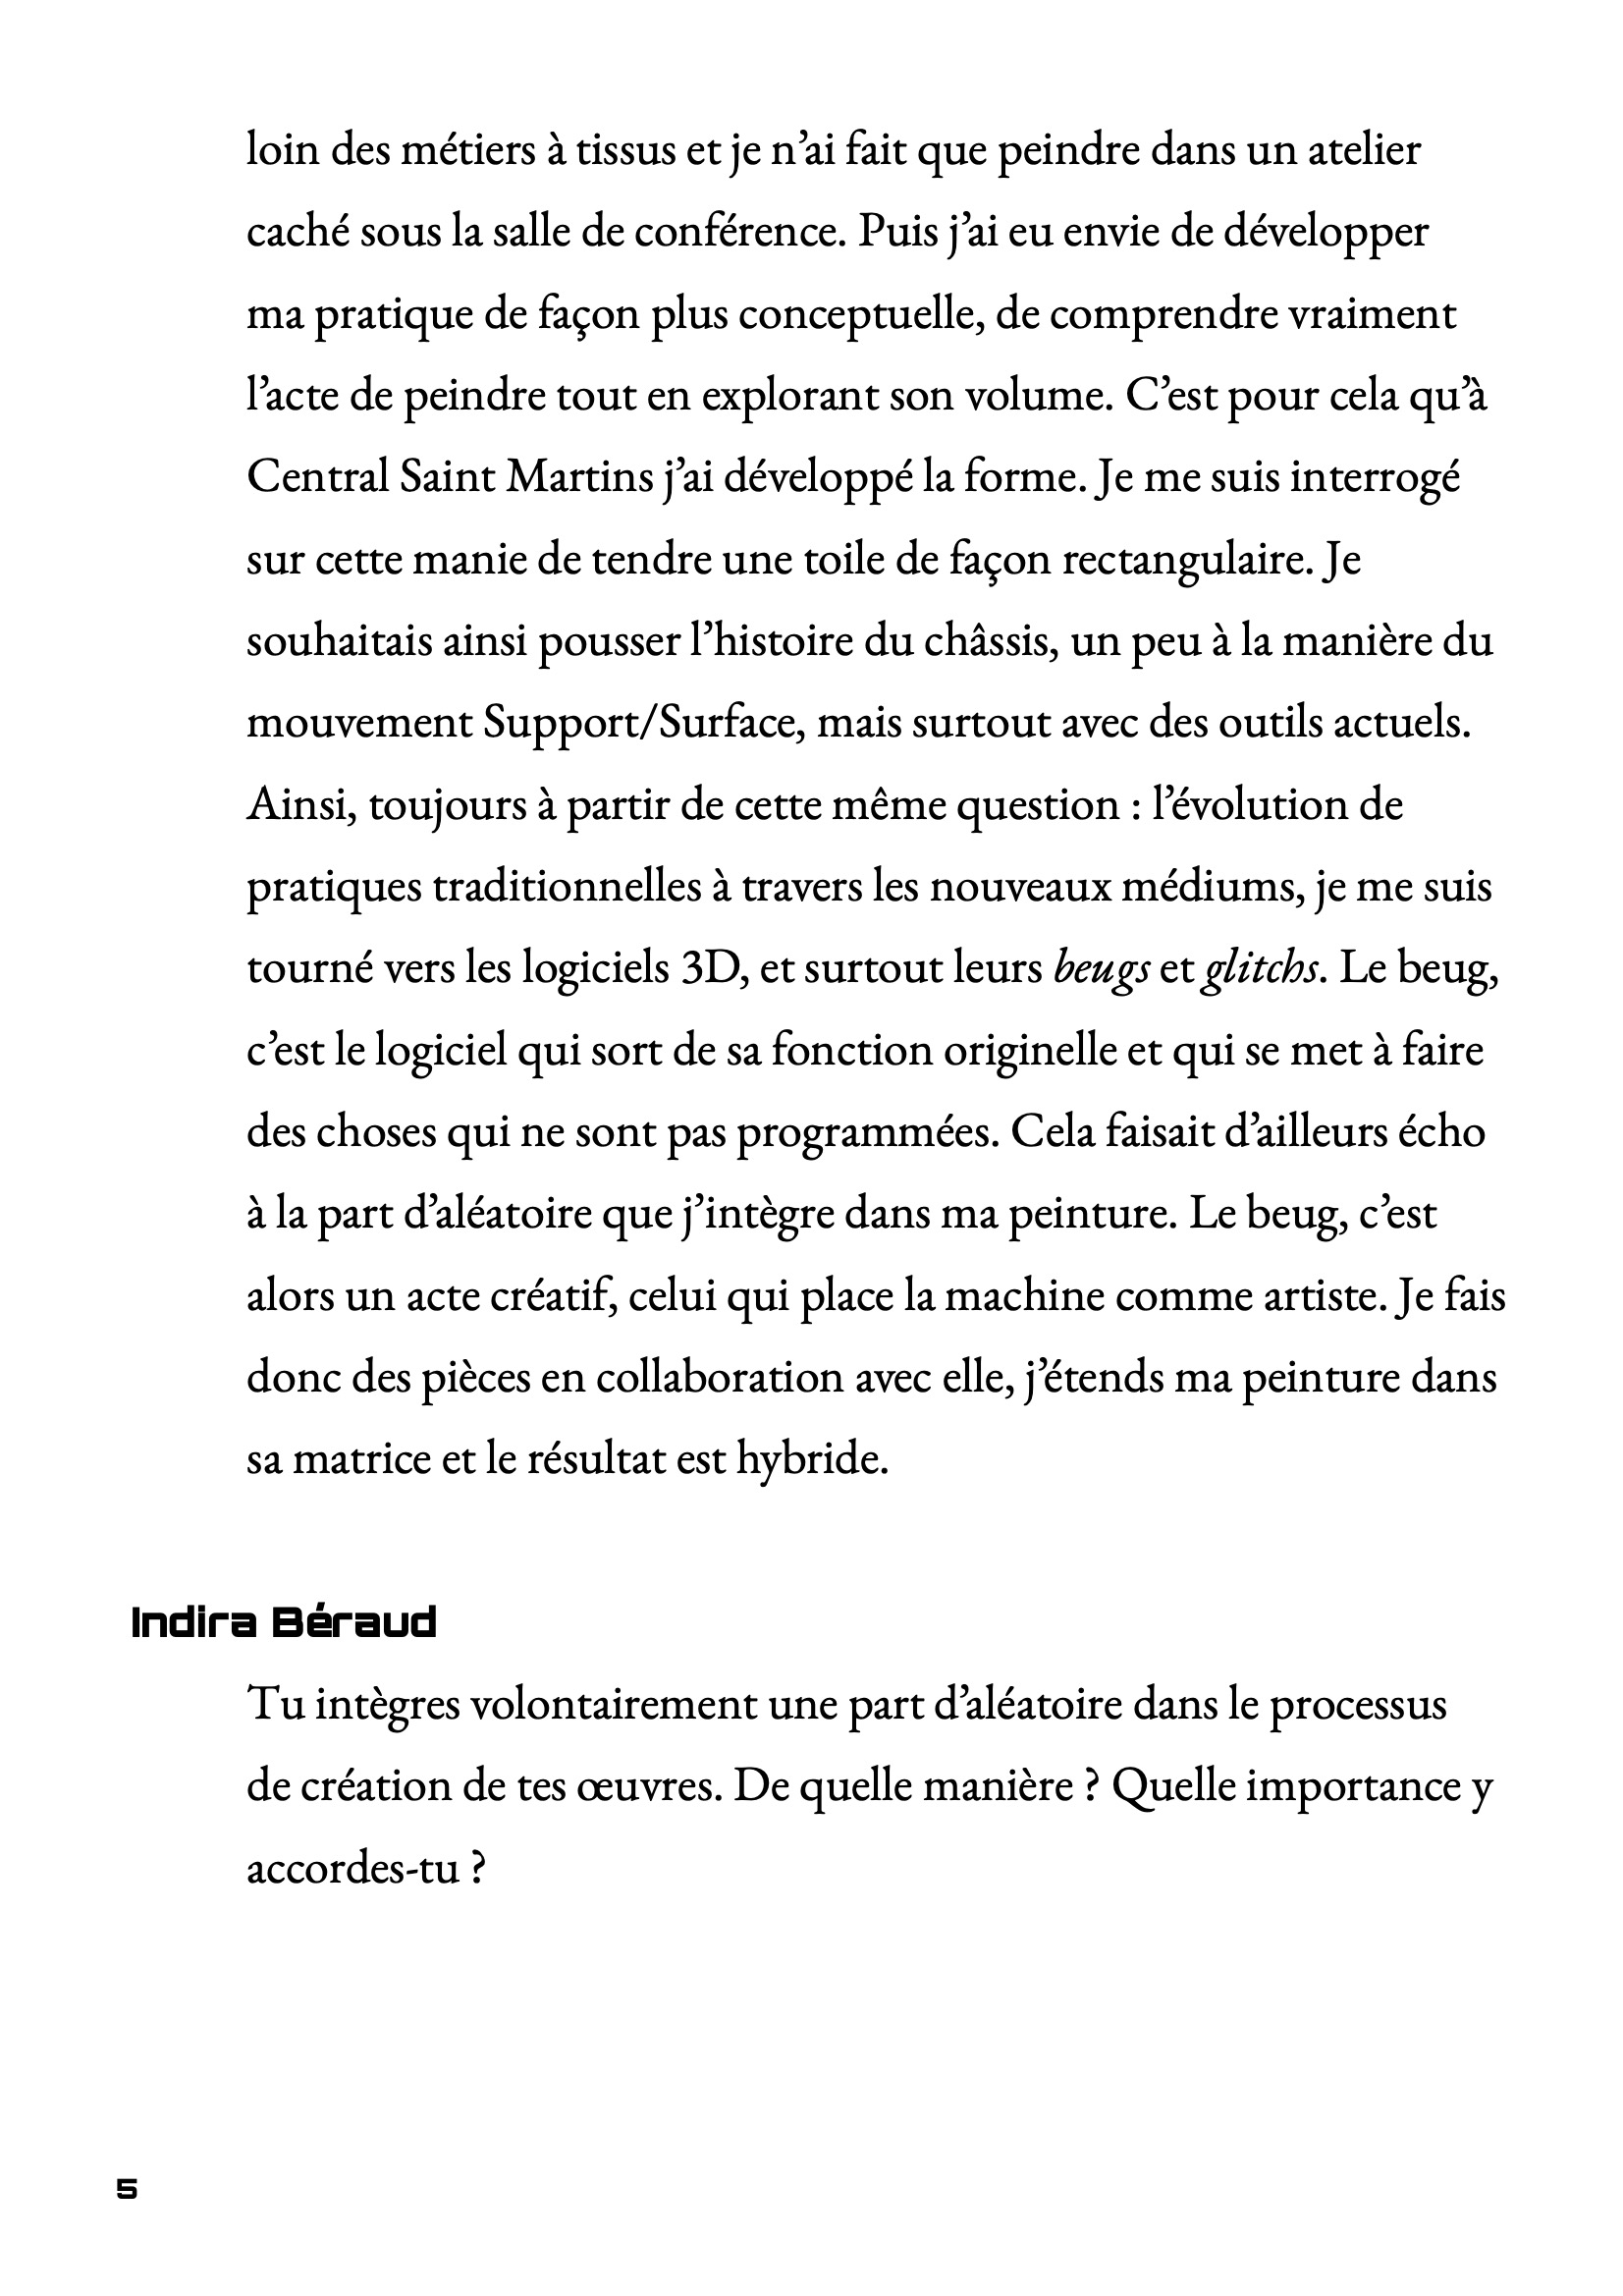 loin des métiers à tissus et je n’ai fait que peindre dans un atelier
caché sous la salle de conférence. Puis j’ai eu envie de développer
ma pratique de façon plus conceptuelle, de comprendre vraiment
l’acte de peindre tout en explorant son volume. C’est pour cela qu’à
Central Saint Martins j’ai développé la forme. Je me suis interrogé
sur cette manie de tendre une toile de façon rectangulaire. Je
souhaitais ainsi pousser l’histoire du châssis, un peu à la manière du
mouvement Support/Surface, mais surtout avec des outils actuels.
Ainsi, toujours à partir de cette même question : l’évolution de
pratiques traditionnelles à travers les nouveaux médiums, je me suis
tourné vers les logiciels 3D, et surtout leurs beugs et glitchs. Le beug,
c’est le logiciel qui sort de sa fonction originelle et qui se met à faire
des choses qui ne sont pas programmées. Cela faisait d’ailleurs écho
à la part d’aléatoire que j’intègre dans ma peinture. Le beug, c’est
alors un acte créatif, celui qui place la machine comme artiste. Je fais
donc des pièces en collaboration avec elle, j’étends ma peinture dans
sa matrice et le résultat est hybride.
Indira Béraud
Tu intègres volontairement une part d’aléatoire dans le processus
de création de tes œuvres. De quelle manière ? Quelle importance y
accordes-tu ?
5